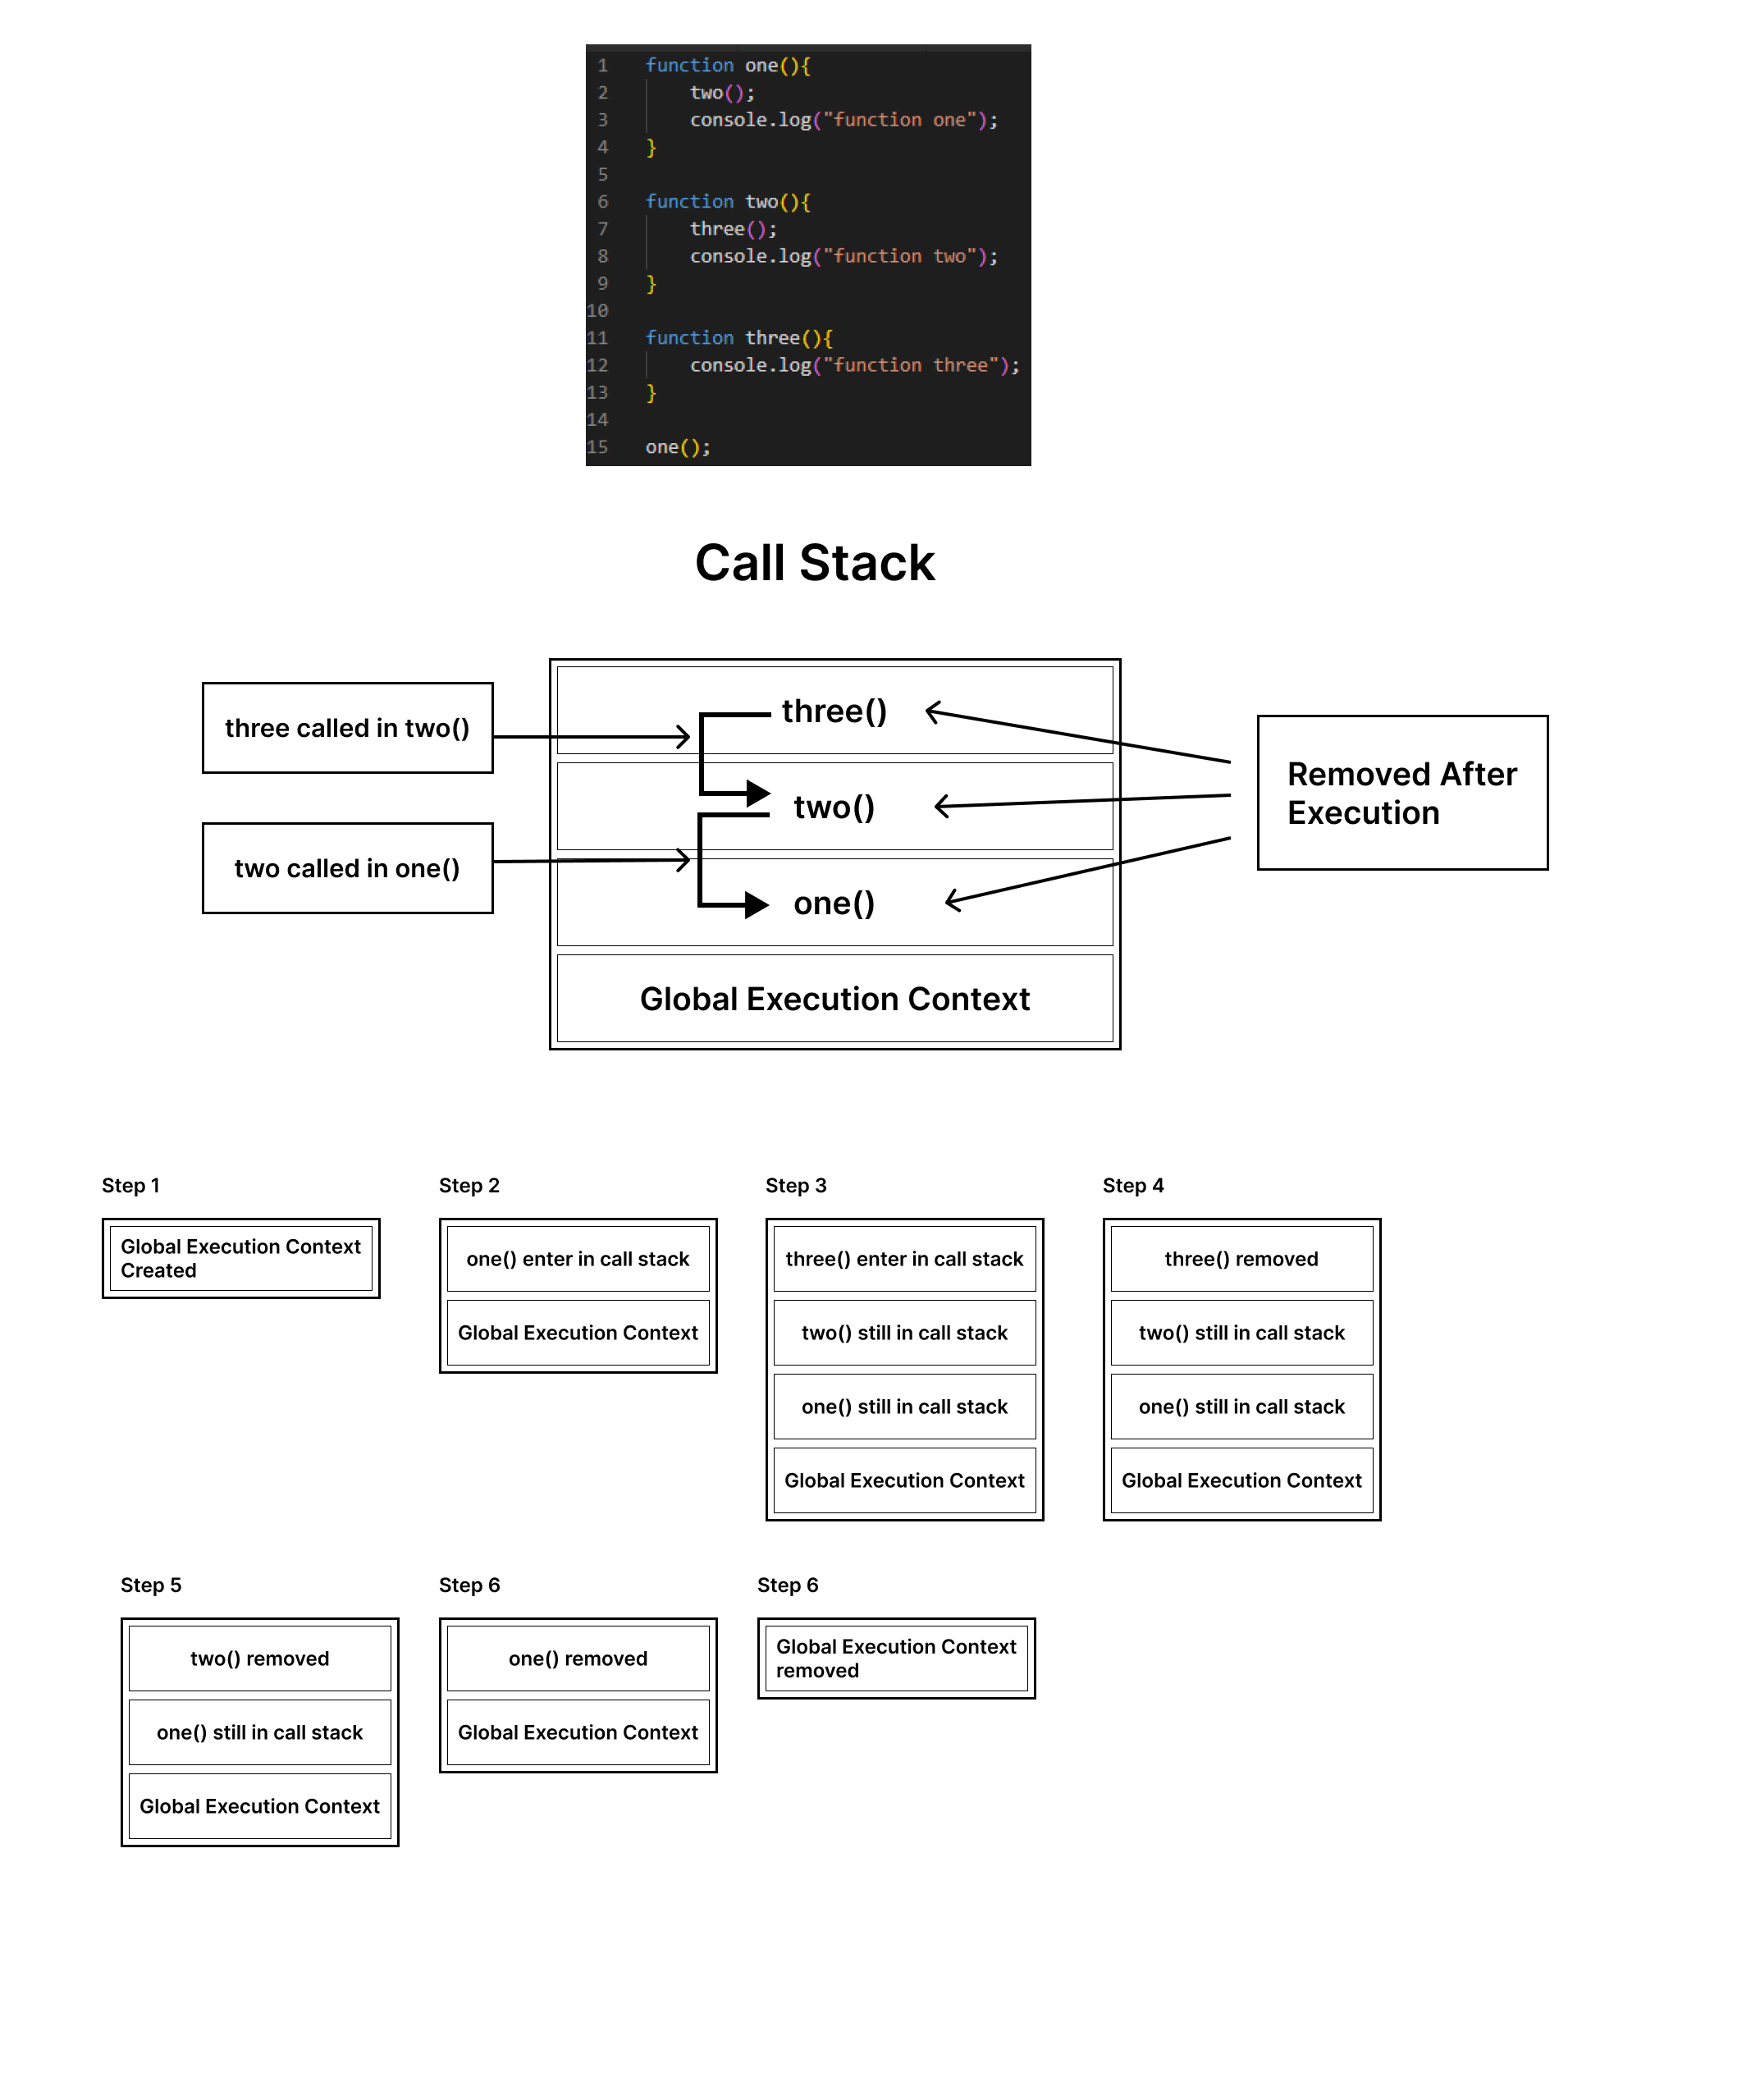 1 function one(){
2 two();
3 console.log("function one");
4 }
5
6 function two(){
7 three();
8 console.log("function two");
9 }
10
11 function three(){
12 console.log("function three");
13 }
14
15 one();
Call Stack
three called in two()
two called in one()
three()
two()
one()
Global Execution Context
Removed After
Execution
Step 1
Global Execution Context
Created
Step 2
one() enter in call stack
Global Execution Context
Step 3
three() enter in call stack
two() still in call stack
one() still in call stack
Global Execution Context
Step 4
three() removed
two() still in call stack
one() still in call stack
Global Execution Context
Step 5
two() removed
one() still in call stack
Global Execution Context
Step 6
one() removed
Global Execution Context
Step 6
Global Execution Context
removed